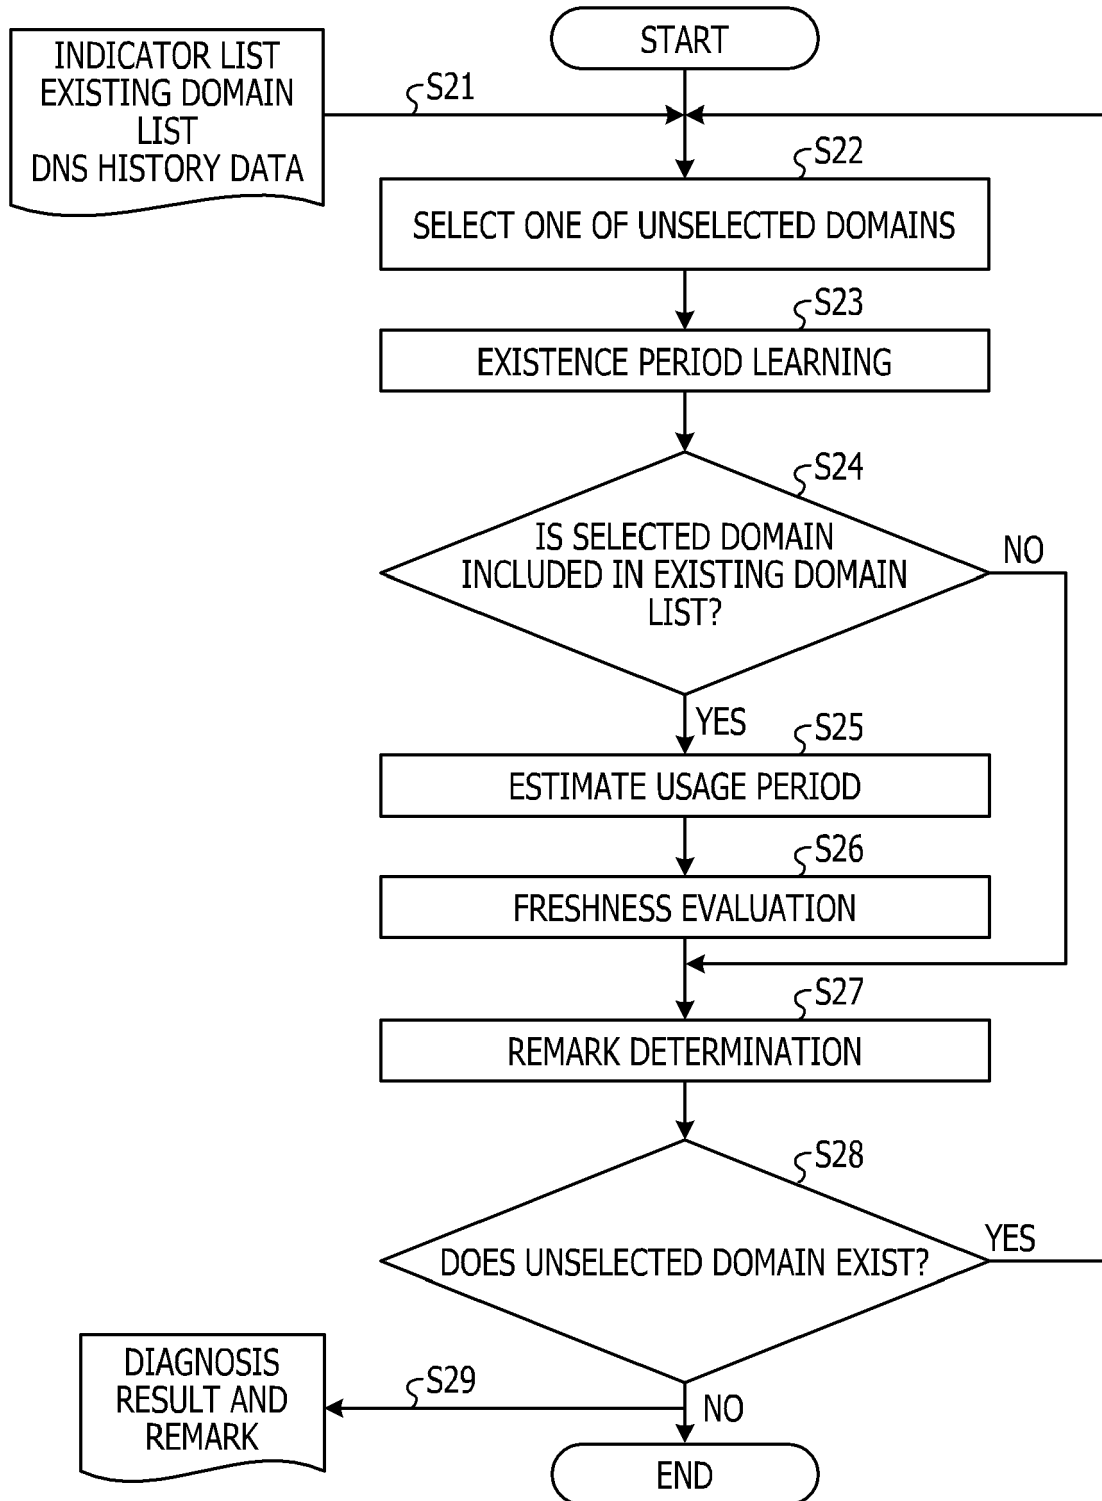 START
INDICATOR LIST
EXISTING DOMAIN
LIST
DNS HISTORY DATA
S21
S22
SELECT ONE OF UNSELECTED DOMAINS
S23
EXISTENCE PERIOD LEARNING
S24
IS SELECTED DOMAIN
INCLUDED IN EXISTING DOMAIN
LIST?
NO
YES
S25
ESTIMATE USAGE PERIOD
S26
FRESHNESS EVALUATION
S27
REMARK DETERMINATION
S28
DOES UNSELECTED DOMAIN EXIST?
YES
DIAGNOSIS
RESULT AND
REMARK
S29
NO
END